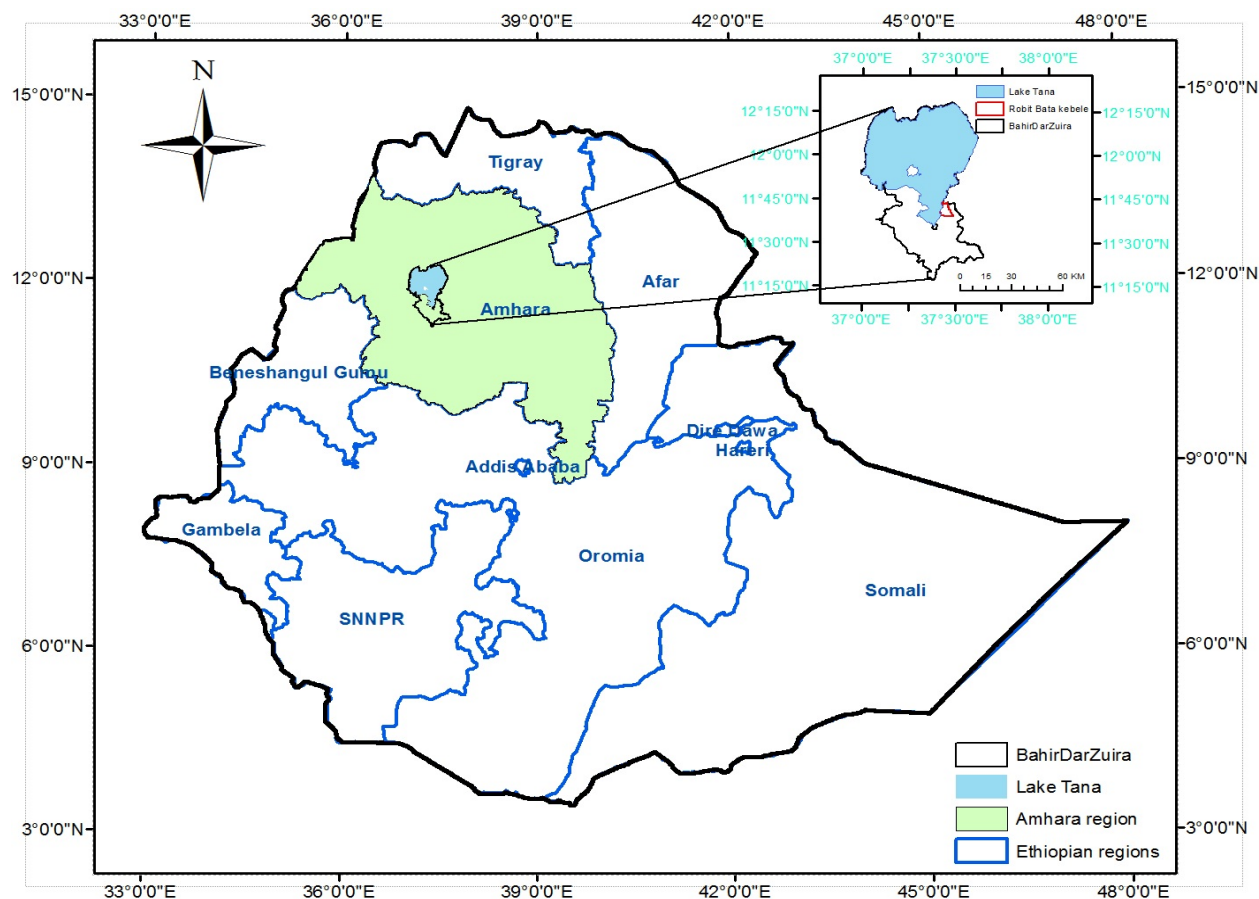 33°0'0"E 36°0'0"E 39°0'0"E 42°0'0"E 45°0'0"E 48°0'0"E
N
15°0'0"N
12°0'0"N
9°0'0"N
6°0'0"N
3°0'0"N
37°0'0"E 37°30'0"E 38°0'0"E
12°15'0"N
12°0'0"N
11°45'0"N
11°30'0"N
11°15'0"N
Lake Tana
Robit Bata kebele
BahirDarZuira
0 15 30 60 KM
12°15'0"N
12°0'0"N
11°45'0"N
11°30'0"N
11°15'0"N
37°0'0"E 37°30'0"E 38°0'0"E
Tigray
Afar
Amhara
Beneshangul Gumu
Dire Dawa
Hareri
Addis Ababa
Gambela
Oromia
Somali
SNNPR
15°0'0"N
12°0'0"N
9°0'0"N
6°0'0"N
3°0'0"N
BahirDarZuira
Lake Tana
Amhara region
Ethiopian regions
33°0'0"E 36°0'0"E 39°0'0"E 42°0'0"E 45°0'0"E 48°0'0"E